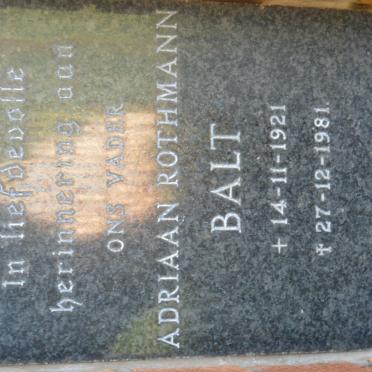 In liefdevolle
herinnering aan
ONS VADER
ADRIAAN ROTHMANN
BALT
+ 14-11-1921
✝ 27-12-1981